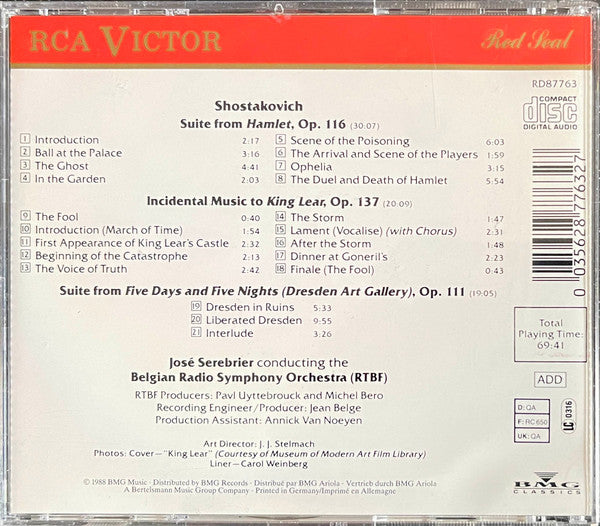 RCA VICTOR
Red Seal
RD87763
COMPACT
disc
DIGITAL AUDIO
Shostakovich
Suite from Hamlet, Op. 116 (30:07)
1 Introduction 2:17
2 Ball at the Palace 3:16
3 The Ghost 4:41
4 In the Garden 2:03
5 Scene of the Poisoning 6:03
6 The Arrival and Scene of the Players 1:59
7 Ophelia 3:15
8 The Duel and Death of Hamlet 5:54
Incidental Music to King Lear, Op. 137 (20:09)
9 The Fool 0:40
10 Introduction (March of Time) 1:54
11 First Appearance of King Lear's Castle 2:32
12 Beginning of the Catastrophe 2:13
13 The Voice of Truth 2:42
14 The Storm 1:47
15 Lament (Vocalise) (with Chorus) 2:21
16 After the Storm 1:48
17 Dinner at Goneril's 2:23
18 Finale (The Fool) 0:43
Suite from Five Days and Five Nights (Dresden Art Gallery), Op. 111 (19:05)
19 Dresden in Ruins 5:33
20 Liberated Dresden 9:55
21 Interlude 3:26
0 035628 776327
Total
Playing Time:
69:41
José Serebrier conducting the
Belgian Radio Symphony Orchestra (RTBF)
RTBF Producers: Pavl Uyttebrouck and Michel Bero
Recording Engineer/Producer: Jean Belge
Production Assistant: Annick Van Noeyen
ADD
D: QA
F: RC 650
UK: QA
LC 0316
Art Director: J. J. Stelmach
Photos: Cover—"King Lear" (Courtesy of Museum of Modern Art Film Library)
Liner—Carol Weinberg
© 1988 BMG Music · Distributed by BMG Records · Distribué par BMG Ariola · Vertrieb durch BMG Ariola
A Bertelsmann Music Group Company · Printed in Germany/Imprimé en Allemagne
BMG
CLASSICS